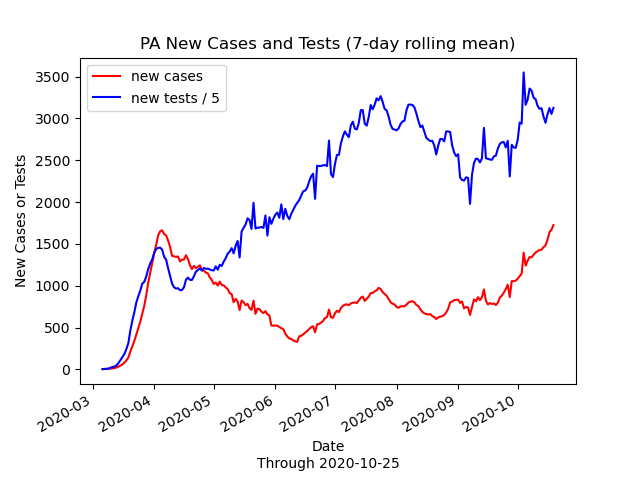 PA New Cases and Tests (7-day rolling mean)
new cases
new tests / 5
3500
3000
2500
2000
1500
1000
500
0
New Cases or Tests
2020-03
2020-04
2020-05
2020-06
2020-07
2020-08
2020-09
2020-10
Date
Through 2020-10-25